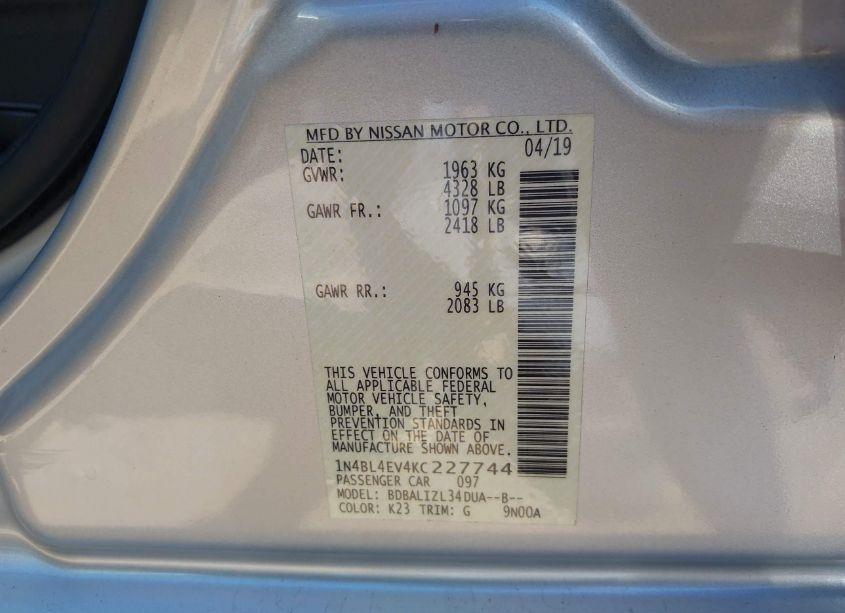 MFD BY NISSAN MOTOR CO., LTD.
DATE: 04/19
GVWR: 1963 KG
4328 LB
GAWR FR.: 1097 KG
2418 LB
GAWR RR.: 945 KG
2083 LB
THIS VEHICLE CONFORMS TO
ALL APPLICABLE FEDERAL
MOTOR VEHICLE SAFETY,
BUMPER, AND THEFT
PREVENTION STANDARDS IN
EFFECT ON THE DATE OF
MANUFACTURE SHOWN ABOVE.
1N4BL4EV4KC227744
PASSENGER CAR 097
MODEL: BDBALIZL34DUA--B--
COLOR: K23 TRIM: G 9N00A